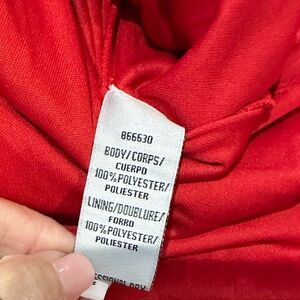 866630
BODY/CORPS/
CUERPO
100%POLYESTER/
POLIESTER
LINING/DOUBLURE/
FORRO
100%POLYESTER/
POLIESTER